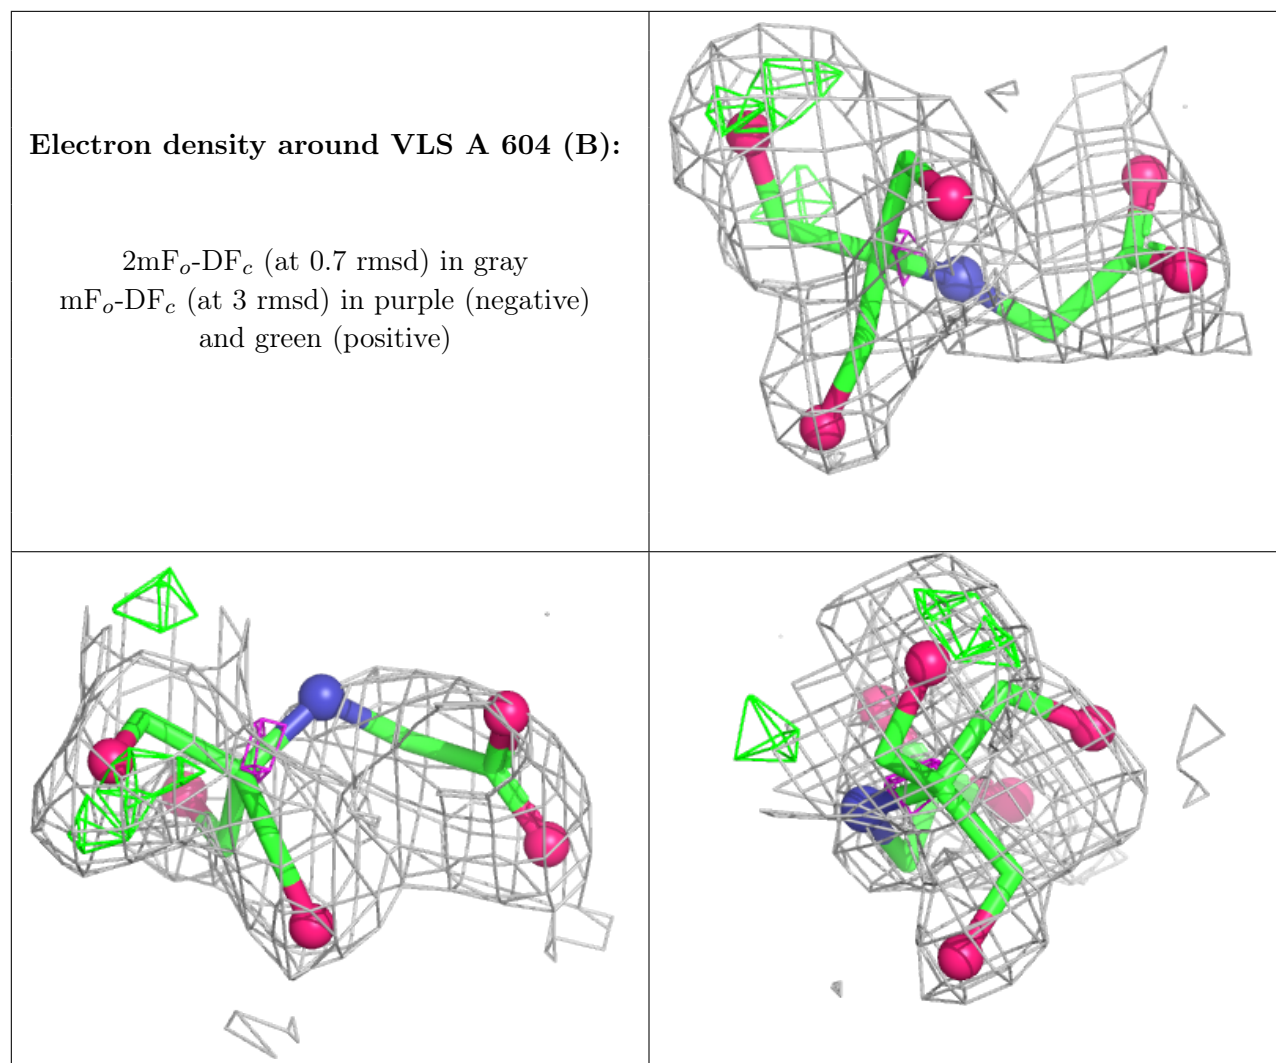 Electron density around VLS A 604 (B):
2mFo-DFc (at 0.7 rmsd) in gray
mFo-DFc (at 3 rmsd) in purple (negative)
and green (positive)